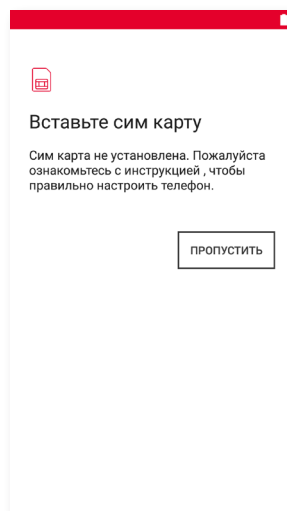 Вставьте сим карту
Сим карта не установлена. Пожалуйста
ознакомьтесь с инструкцией , чтобы
правильно настроить телефон.
ПРОПУСТИТЬ